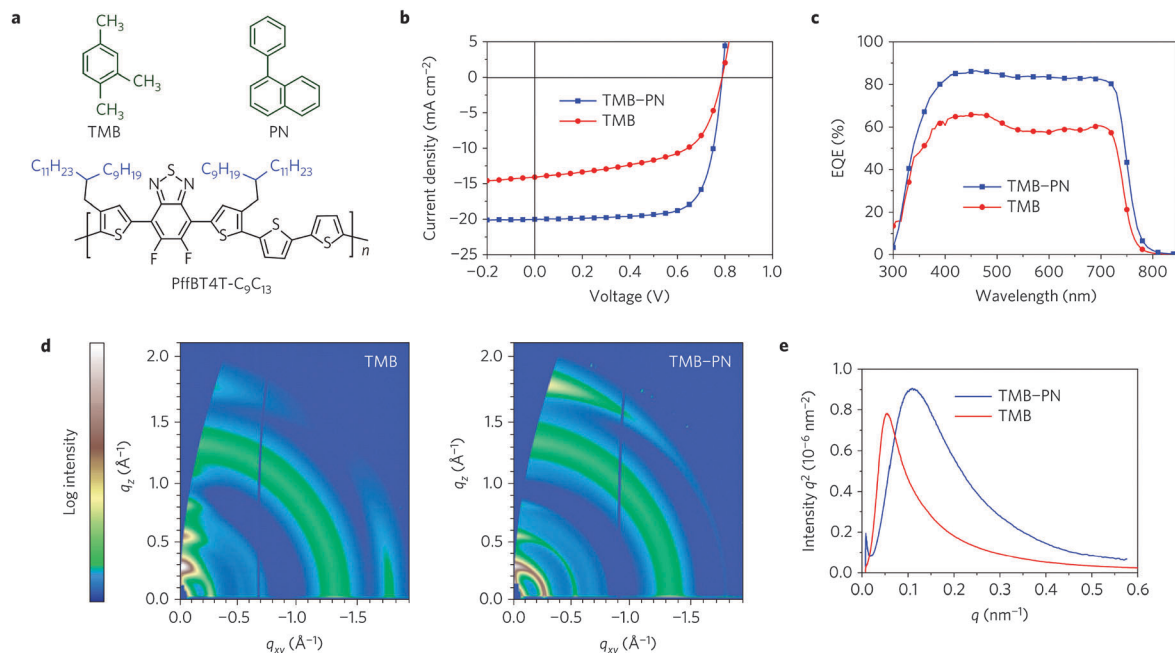 a
CH₃
CH₃
CH₃
TMB
PN
C₁₁H₂₃
C₉H₁₉
C₉H₁₉
C₁₁H₂₃
N
S
N
S
F
F
S
S
S
n
PffBT4T-C₉C₁₃
b
5
0
−5
−10
−15
−20
−25
Current density (mA cm⁻²)
TMB–PN
TMB
−0.2
0.0
0.2
0.4
0.6
0.8
1.0
Voltage (V)
c
100
80
60
40
20
0
EQE (%)
TMB–PN
TMB
300
400
500
600
700
800
Wavelength (nm)
d
Log intensity
2.0
1.5
1.0
0.5
0.0
q_z (Å⁻¹)
TMB
0.0
−0.5
−1.0
−1.5
q_xy (Å⁻¹)
2.0
1.5
1.0
0.5
0.0
q_z (Å⁻¹)
TMB–PN
0.0
−0.5
−1.0
−1.5
q_xy (Å⁻¹)
e
1.0
0.8
0.6
0.4
0.2
0
Intensity q² (10⁻⁶ nm⁻²)
TMB–PN
TMB
0.0
0.1
0.2
0.3
0.4
0.5
0.6
q (nm⁻¹)